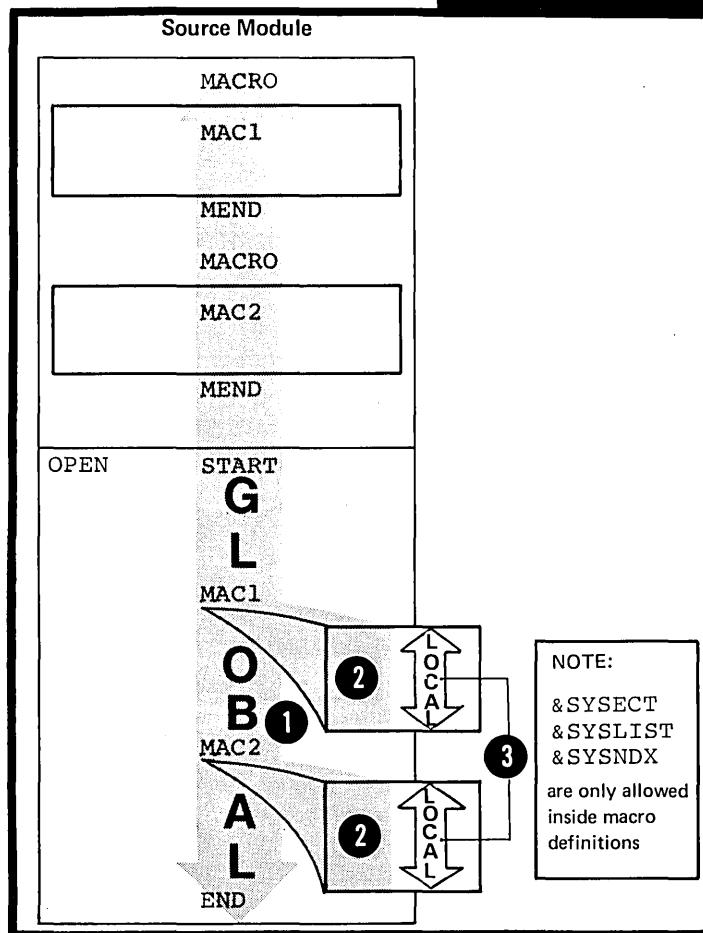 Source Module
MACRO
MAC1
MEND
MACRO
MAC2
MEND
OPEN START
G
L
MAC1
O
B 1
MAC2
A
L
END
2 LOCAL
2 LOCAL
3
NOTE:
&SYSECT
&SYSLIST
&SYSNDX
are only allowed
inside macro
definitions